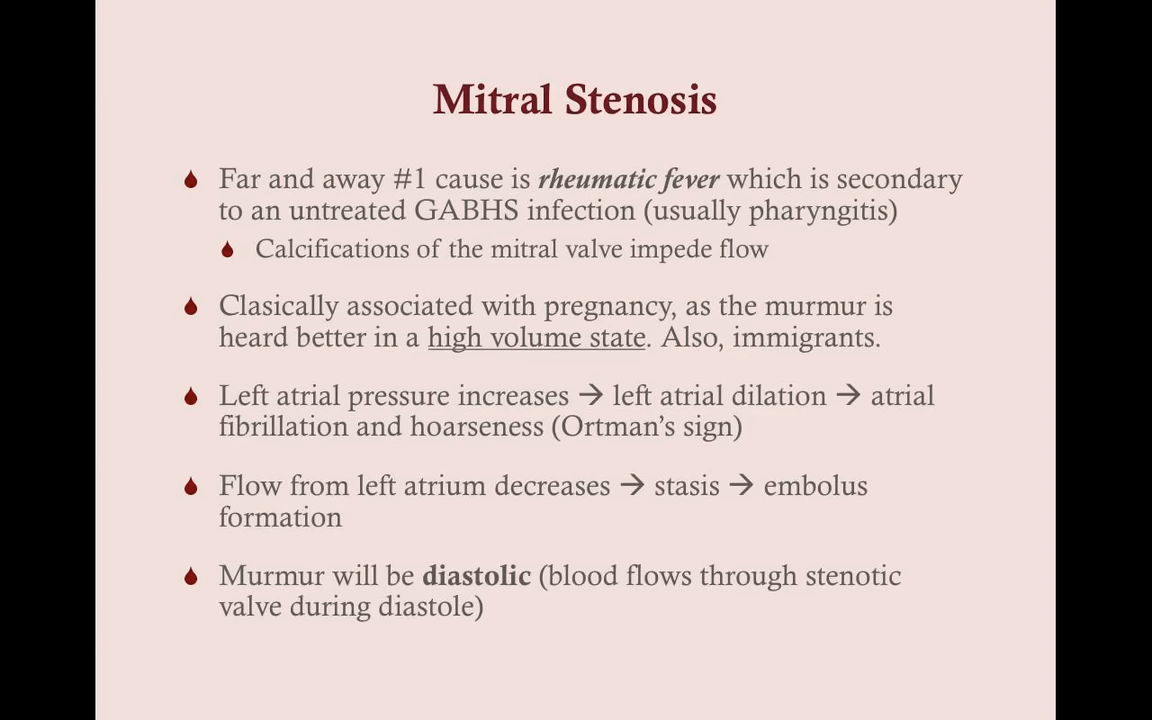 Mitral Stenosis
Far and away #1 cause is rheumatic fever which is secondary
to an untreated GABHS infection (usually pharyngitis)
Calcifications of the mitral valve impede flow
Clasically associated with pregnancy, as the murmur is
heard better in a high volume state. Also, immigrants.
Left atrial pressure increases → left atrial dilation → atrial
fibrillation and hoarseness (Ortman’s sign)
Flow from left atrium decreases → stasis → embolus
formation
Murmur will be diastolic (blood flows through stenotic
valve during diastole)